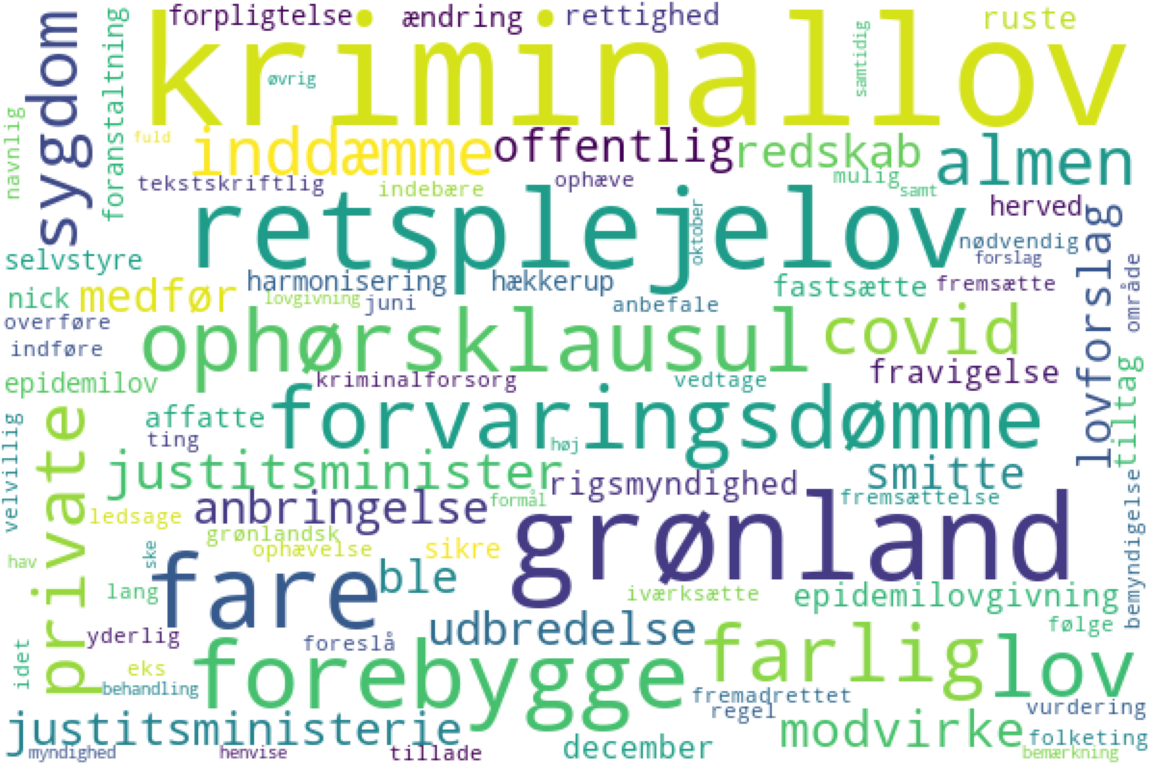 forpligtelse ændring rettighed ruste
kriminallov
øvrig
samtidig
sygdom
foranstaltning
navnlig
fuld
inddæmme offentlig redskab almen
tekstskriftlig indebære ophæve mulig samt
retsplejelov
oktober
herved
nødvendig
forslag
lovforslag
område
selvstyre
harmonisering hækkerup fastsætte fremsætte
nick medfør lovgivning juni anbefale
overføre
ophørsklausul covid
indføre
epidemilov kriminalforsorg vedtage fravigelse
tiltag
affatte forvaringsdømme
ting høj
velvillig
privates
justitsminister rigsmyndighed smitte
anbringelse formål fremsættelse
ledsage
grønlandsk grønland
ophævelse sikre
bemyndigelse
hav ske
fare ble
lang iværksætte epidemilovgivning
yderlig foreslå udbredelse følge
idet
eks forebygge farlig lov
behandling fremadrettet
regel vurdering
justitsministerie modvirke folketing
myndighed henvise tillade december bemærkning